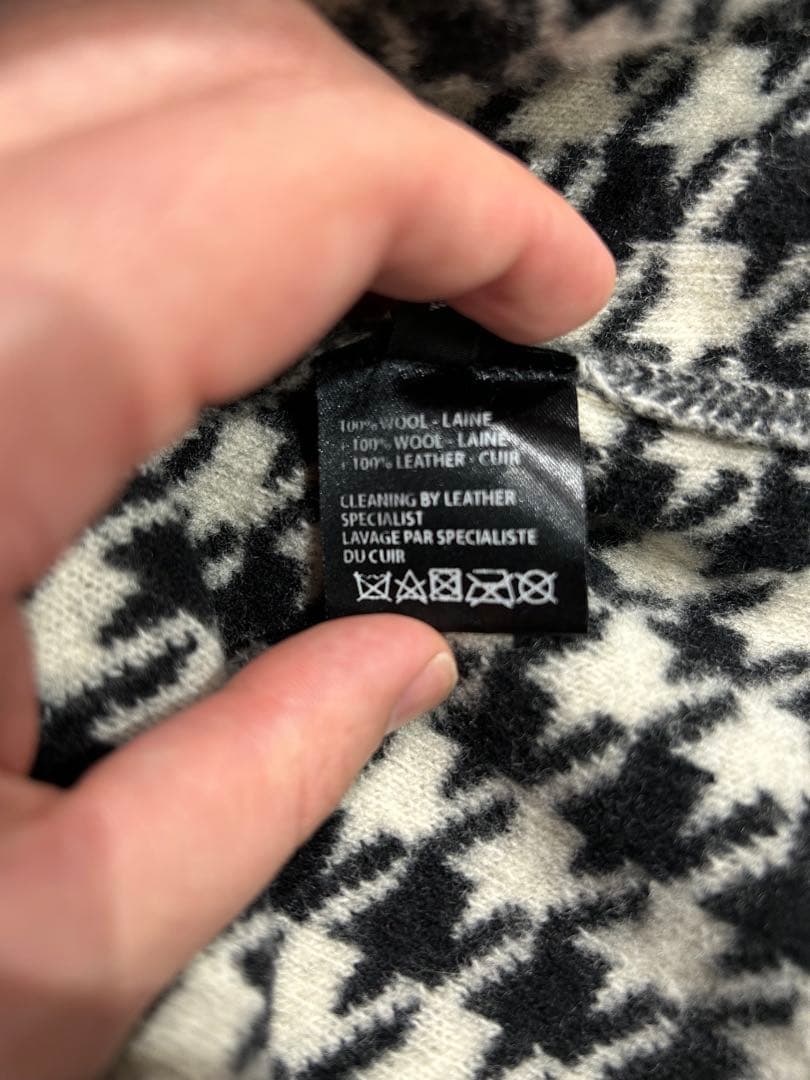 100% WOOL - LAINE
+ 100% WOOL - LAINE
+ 100% LEATHER - CUIR
CLEANING BY LEATHER
SPECIALIST
LAVAGE PAR SPECIALISTE
DU CUIR